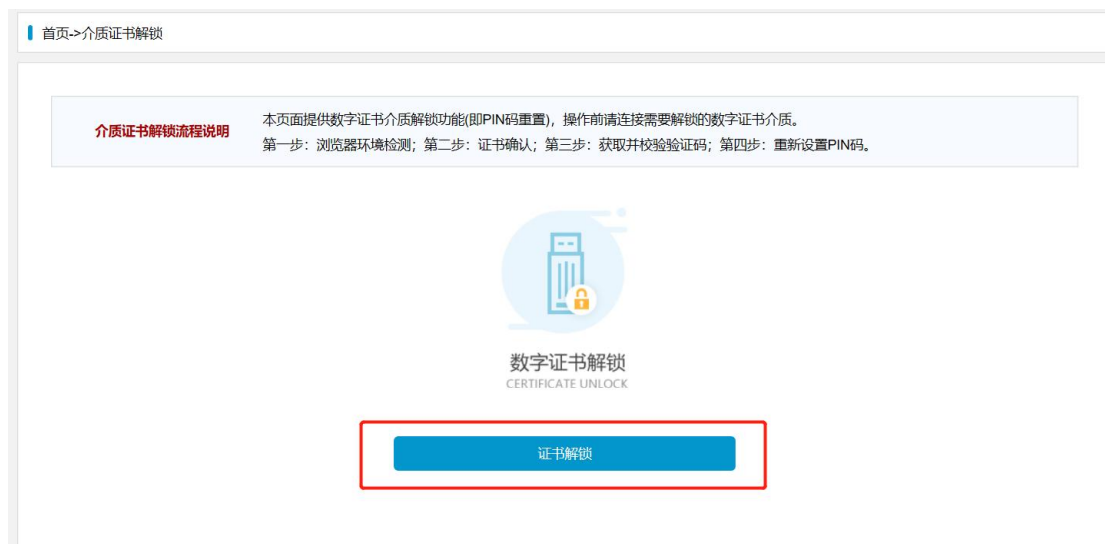 首页->介质证书解锁
介质证书解锁流程说明
本页面提供数字证书介质解锁功能(即PIN码重置)，操作前请连接需要解锁的数字证书介质。
第一步：浏览器环境检测；第二步：证书确认；第三步：获取并校验验证码；第四步：重新设置PIN码。
数字证书解锁
CERTIFICATE UNLOCK
证书解锁